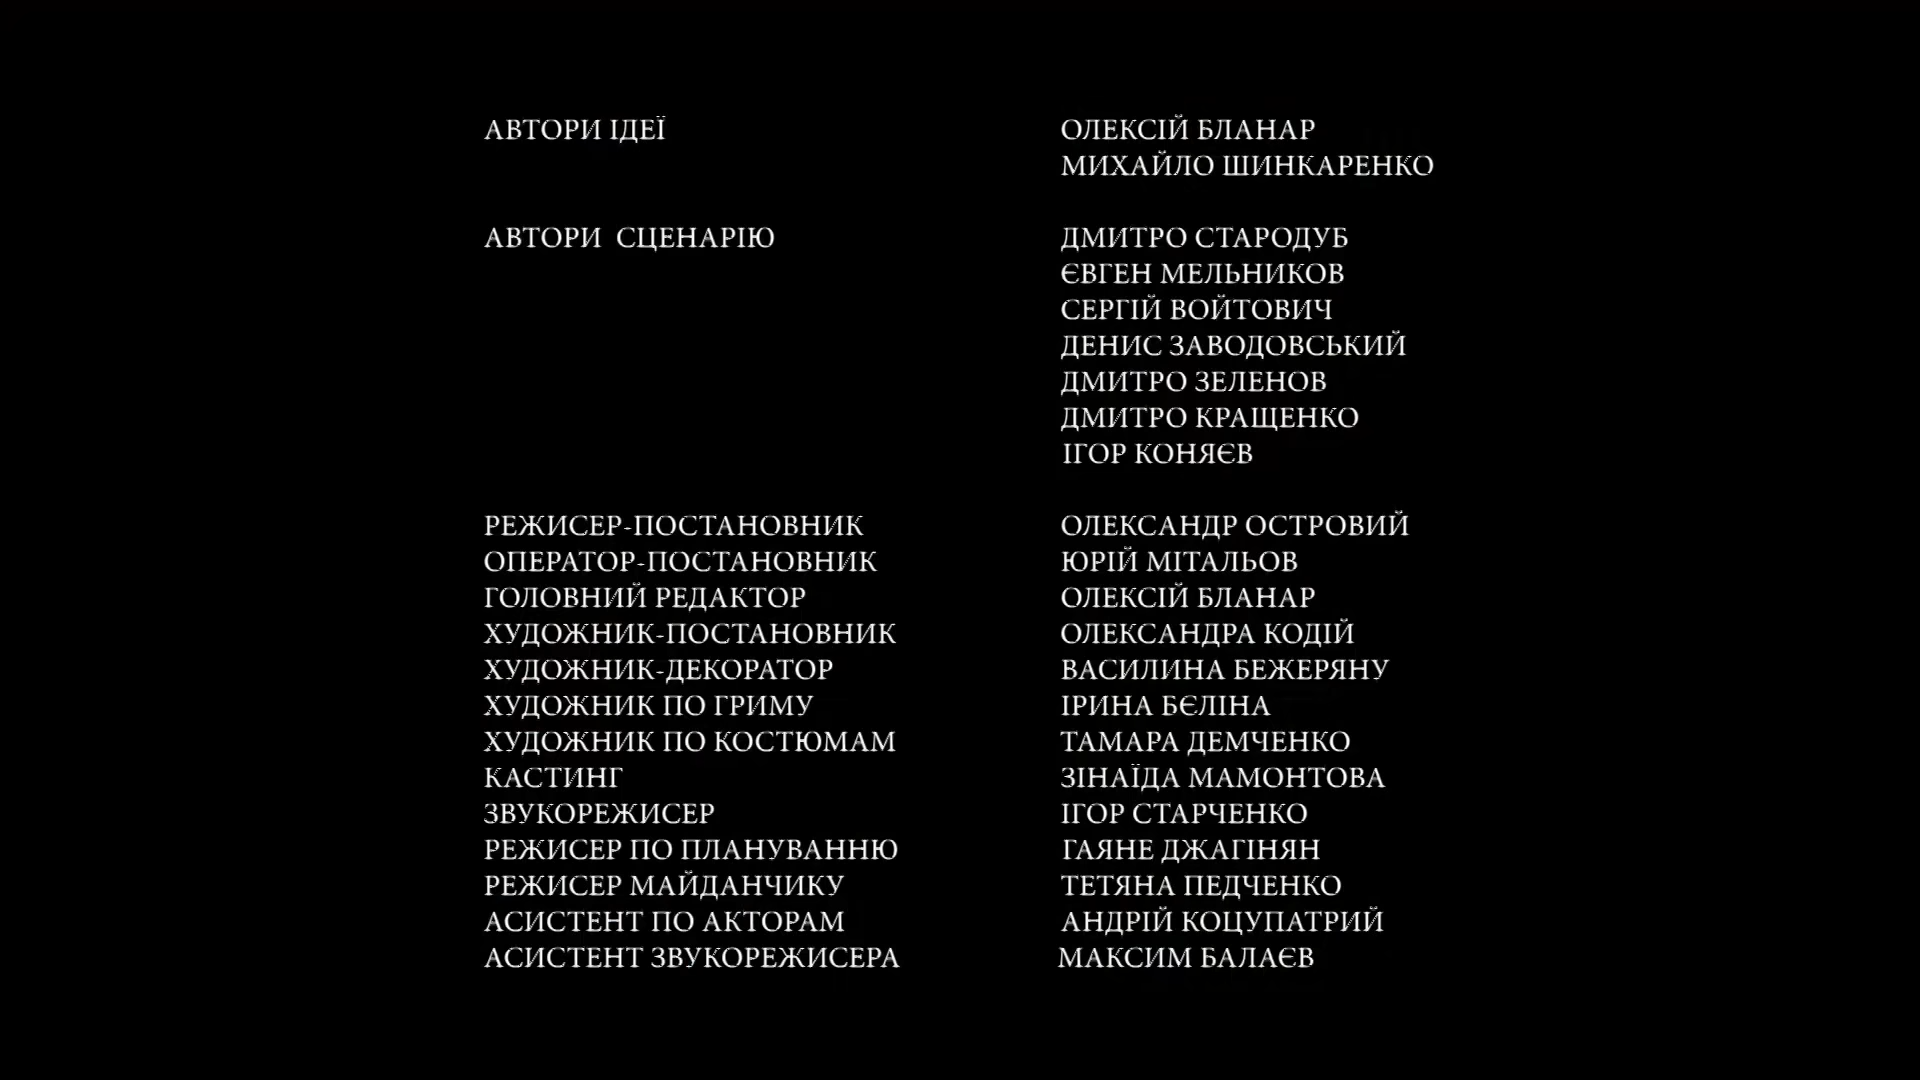 АВТОРИ ІДЕЇ ОЛЕКСІЙ БЛАНАР
МИХАЙЛО ШИНКАРЕНКО
АВТОРИ СЦЕНАРІЮ ДМИТРО СТАРОДУБ
ЄВГЕН МЕЛЬНИКОВ
СЕРГІЙ ВОЙТОВИЧ
ДЕНИС ЗАВОДОВСЬКИЙ
ДМИТРО ЗЕЛЕНОВ
ДМИТРО КРАЩЕНКО
ІГОР КОНЯЄВ
РЕЖИСЕР-ПОСТАНОВНИК ОЛЕКСАНДР ОСТРОВИЙ
ОПЕРАТОР-ПОСТАНОВНИК ЮРІЙ МІТАЛЬОВ
ГОЛОВНИЙ РЕДАКТОР ОЛЕКСІЙ БЛАНАР
ХУДОЖНИК-ПОСТАНОВНИК ОЛЕКСАНДРА КОДІЙ
ХУДОЖНИК-ДЕКОРАТОР ВАСИЛИНА БЕЖЕРЯНУ
ХУДОЖНИК ПО ГРИМУ ІРИНА БЄЛІНА
ХУДОЖНИК ПО КОСТЮМАМ ТАМАРА ДЕМЧЕНКО
КАСТИНГ ЗІНАЇДА МАМОНТОВА
ЗВУКОРЕЖИСЕР ІГОР СТАРЧЕНКО
РЕЖИСЕР ПО ПЛАНУВАННЮ ГАЯНЕ ДЖАГІНЯН
РЕЖИСЕР МАЙДАНЧИКУ ТЕТЯНА ПЕДЧЕНКО
АСИСТЕНТ ПО АКТОРАМ АНДРІЙ КОЦУПАТРИЙ
АСИСТЕНТ ЗВУКОРЕЖИСЕРА МАКСИМ БАЛАЄВ